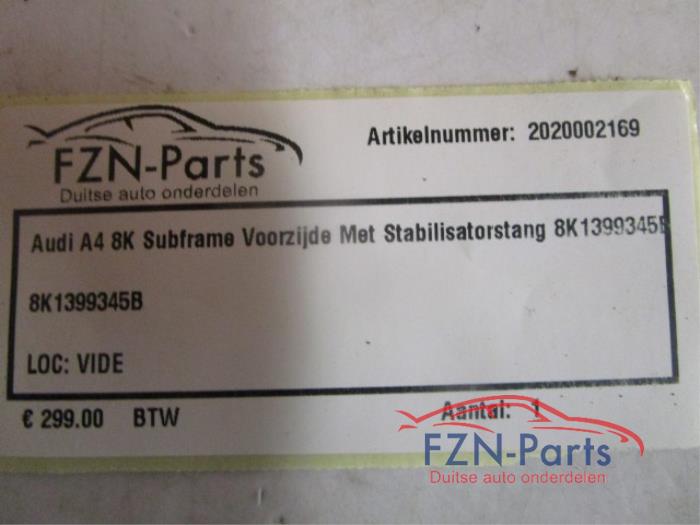 FZN-Parts
Duitse auto onderdelen
Artikelnummer: 2020002169
Audi A4 8K Subframe Voorzijde Met Stabilisatorstang 8K1399345B
8K1399345B
LOC: VIDE
€ 299.00 BTW
Aantal: 1
FZN-Parts
Duitse auto onderdelen